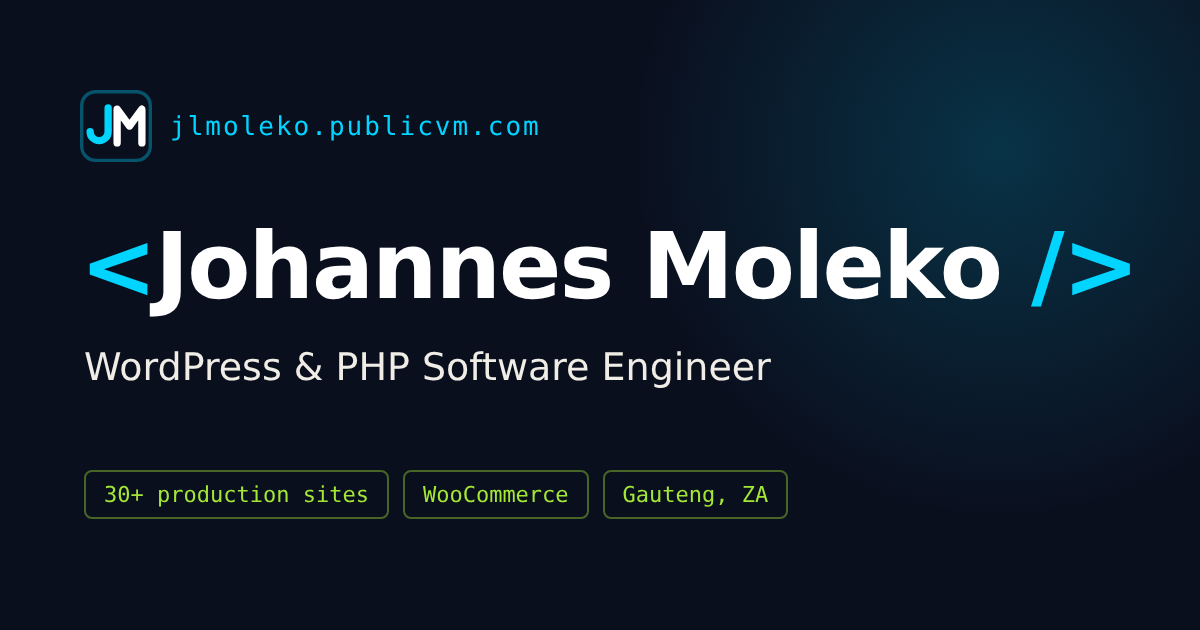 JM jlmoleko.publicvm.com
<Johannes Moleko />
WordPress & PHP Software Engineer
30+ production sites WooCommerce Gauteng, ZA